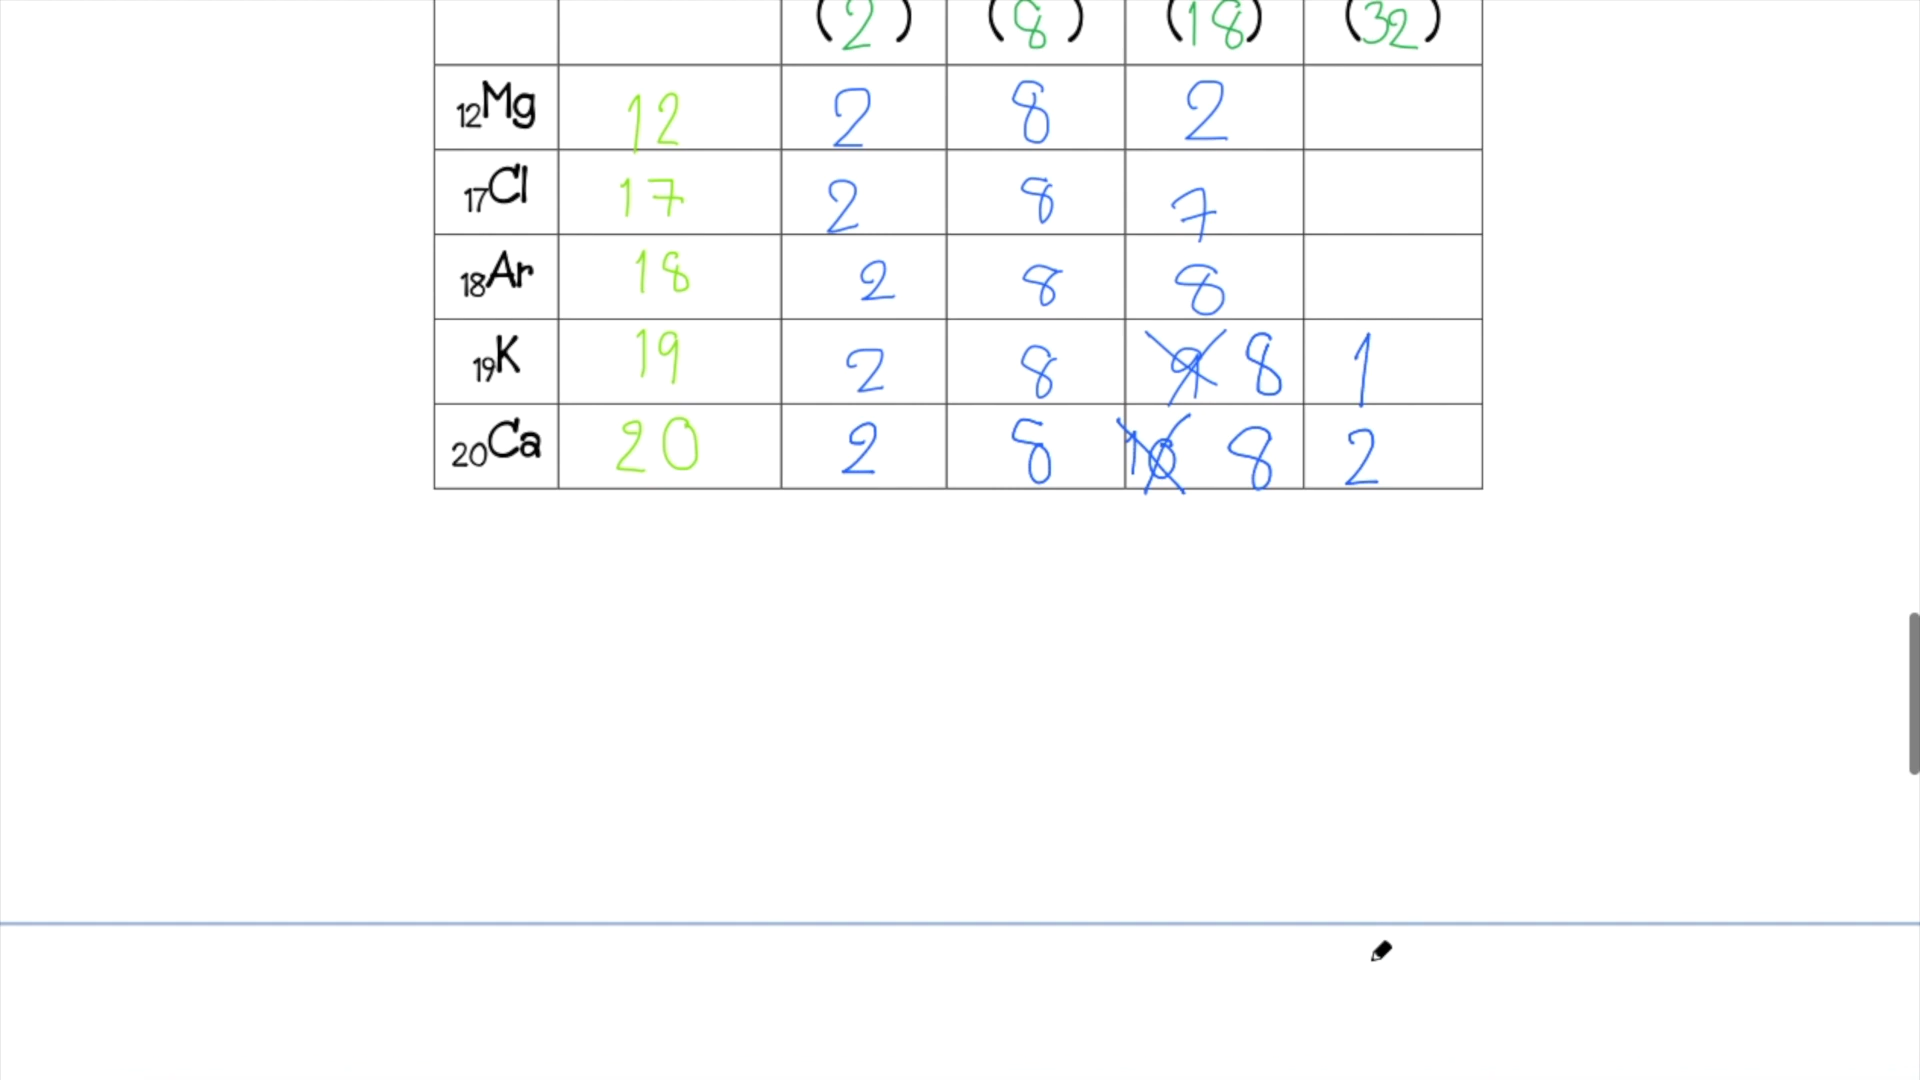 (2) (8) (18) (32)
12Mg 12 2 8 2
17Cl 17 2 8 7
18Ar 18 2 8 8
19K 19 2 8 9 8 1
20Ca 20 2 8 10 8 2